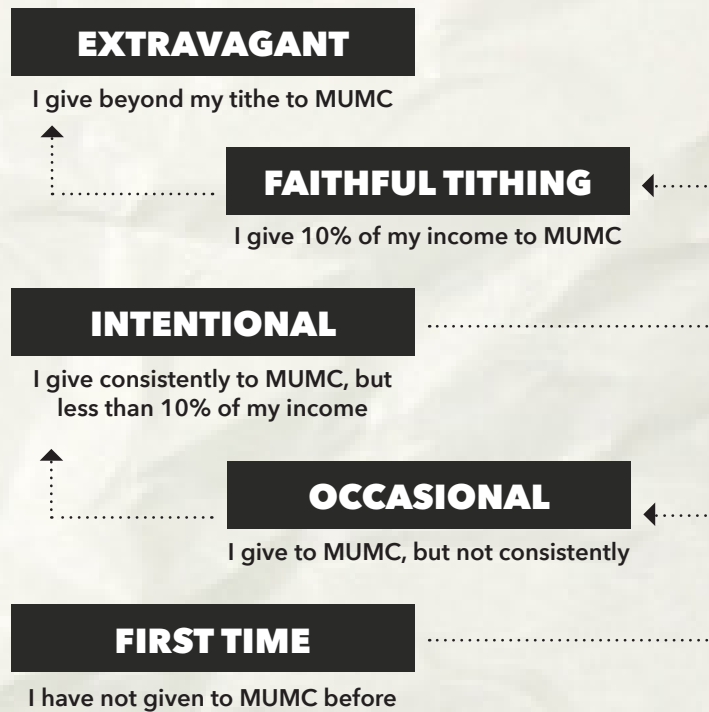 EXTRAVAGANT
I give beyond my tithe to MUMC
FAITHFUL TITHING
I give 10% of my income to MUMC
INTENTIONAL
I give consistently to MUMC, but
less than 10% of my income
OCCASIONAL
I give to MUMC, but not consistently
FIRST TIME
I have not given to MUMC before